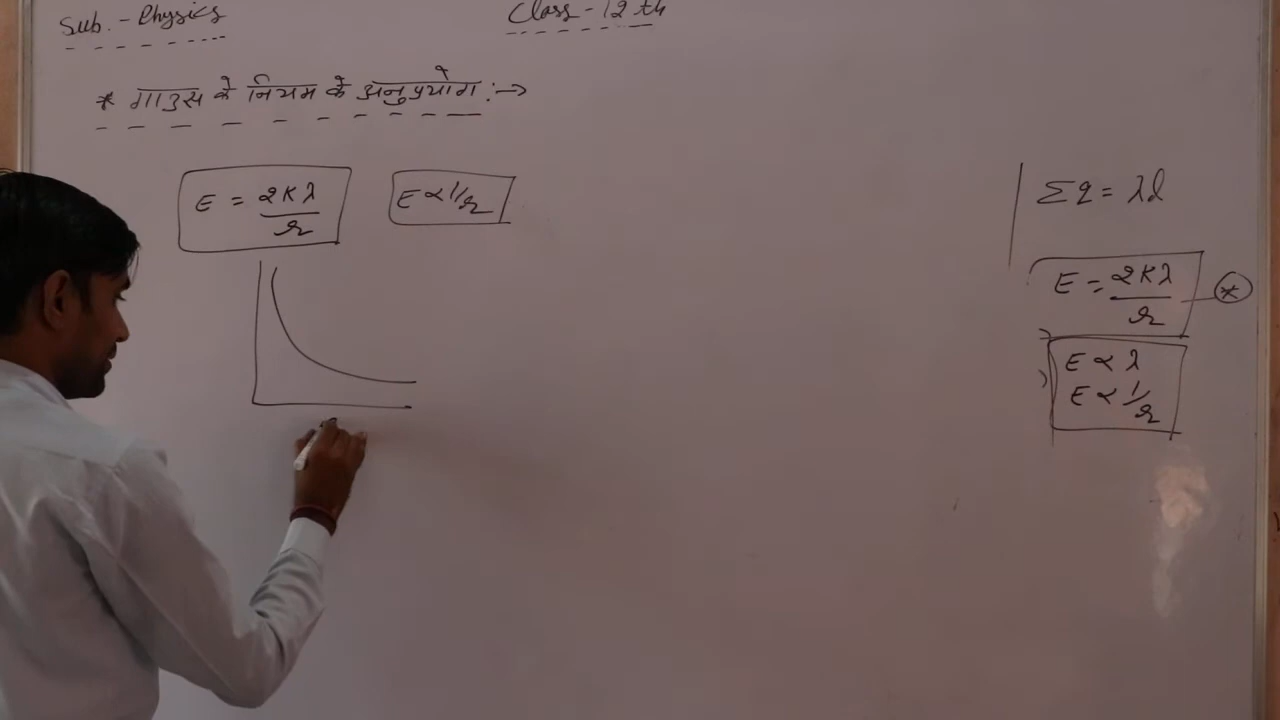 Sub. - Physics
Class - 12 th
* गाउस के नियम के अनुप्रयोग :→
E = 2Kλ/r
E ∝ 1/r
Σq = λl
E = 2Kλ/r — *
E ∝ λ
E ∝ 1/r